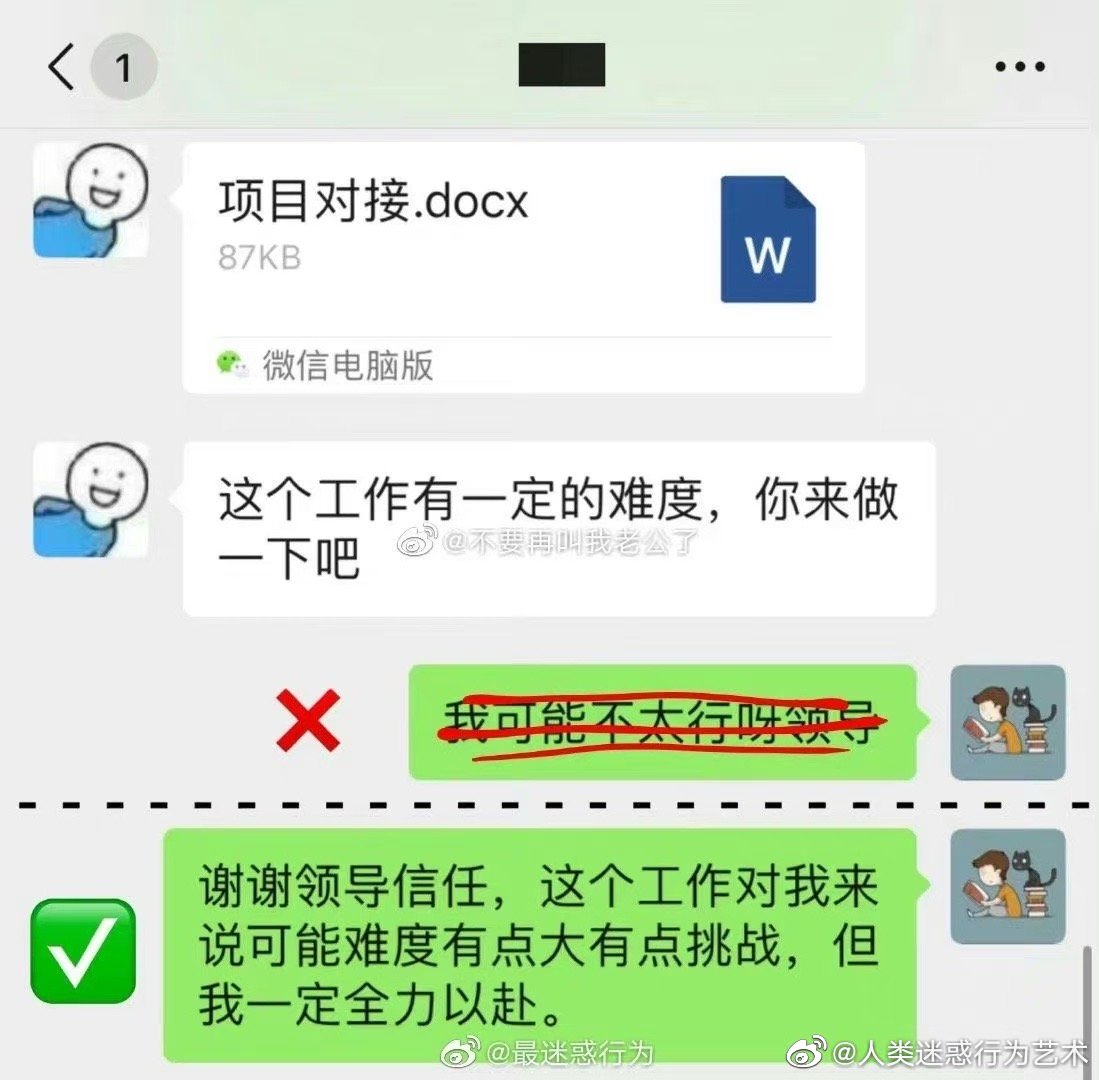 1
项目对接.docx
87KB
W
微信电脑版
这个工作有一定的难度，你来做
一下吧
@不要再叫我老公了
我可能不太行呀领导
谢谢领导信任，这个工作对我来
说可能难度有点大有点挑战，但
我一定全力以赴。
@最迷惑行为
@人类迷惑行为艺术